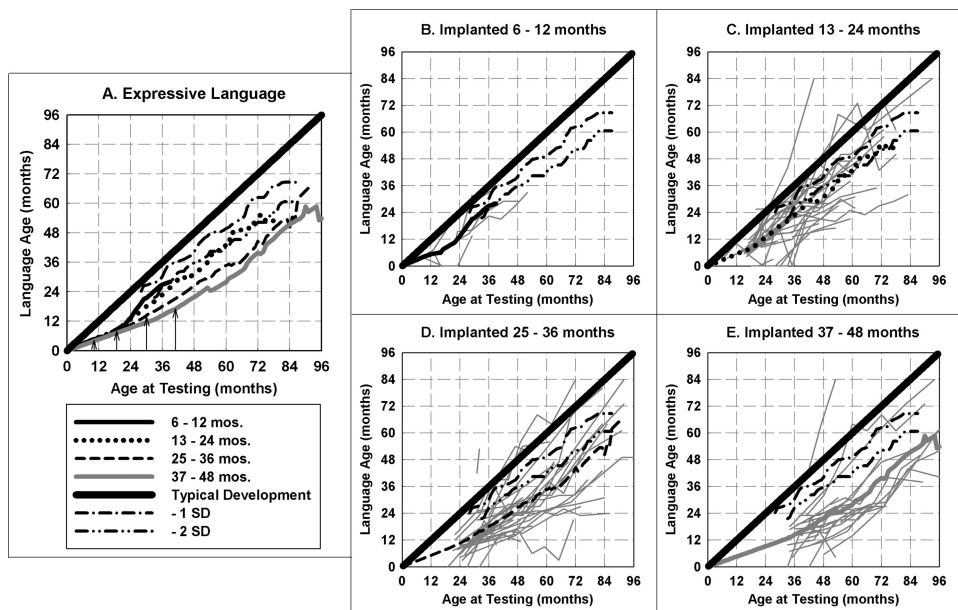 A. Expressive Language
Language Age (months)
96
84
72
60
48
36
24
12
0
0 12 24 36 48 60 72 84 96
Age at Testing (months)
6 - 12 mos.
13 - 24 mos.
25 - 36 mos.
37 - 48 mos.
Typical Development
- 1 SD
- 2 SD
B. Implanted 6 - 12 months
Language Age (months)
96
84
72
60
48
36
24
12
0
0 12 24 36 48 60 72 84 96
Age at Testing (months)
C. Implanted 13 - 24 months
Language Age (months)
96
84
72
60
48
36
24
12
0
0 12 24 36 48 60 72 84 96
Age at Testing (months)
D. Implanted 25 - 36 months
Language Age (months)
96
84
72
60
48
36
24
12
0
0 12 24 36 48 60 72 84 96
Age at Testing (months)
E. Implanted 37 - 48 months
Language Age (months)
96
84
72
60
48
36
24
12
0
0 12 24 36 48 60 72 84 96
Age at Testing (months)